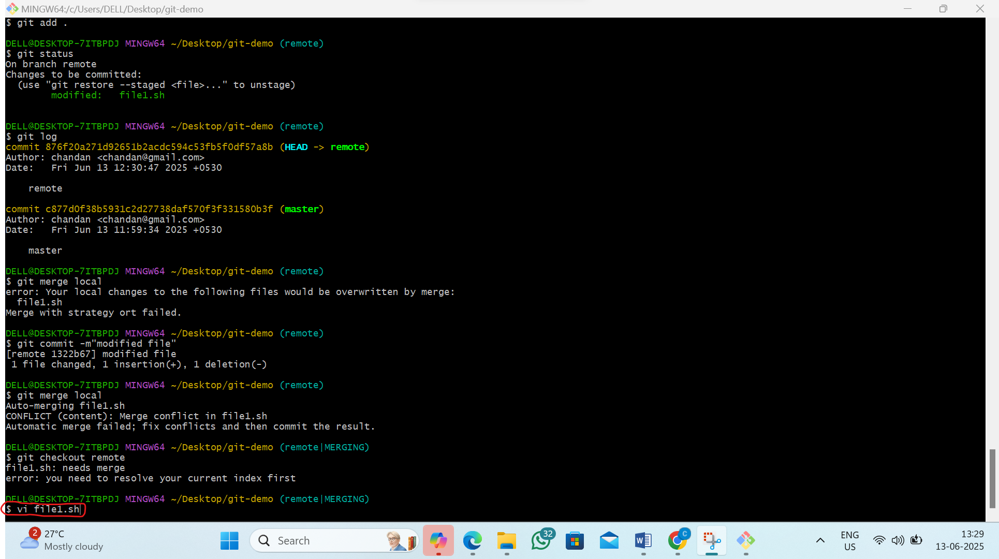 MINGW64:/c/Users/DELL/Desktop/git-demo
$ git add .
DELL@DESKTOP-7ITBPDJ MINGW64 ~/Desktop/git-demo (remote)
$ git status
On branch remote
Changes to be committed:
  (use "git restore --staged <file>..." to unstage)
        modified:   file1.sh
DELL@DESKTOP-7ITBPDJ MINGW64 ~/Desktop/git-demo (remote)
$ git log
commit 876f20a271d92651b2acdc594c53fb5f0df57a8b (HEAD -> remote)
Author: chandan <chandan@gmail.com>
Date:   Fri Jun 13 12:30:47 2025 +0530
    remote
commit c877d0f38b5931c2d27738daf570f3f331580b3f (master)
Author: chandan <chandan@gmail.com>
Date:   Fri Jun 13 11:59:34 2025 +0530
    master
DELL@DESKTOP-7ITBPDJ MINGW64 ~/Desktop/git-demo (remote)
$ git merge local
error: Your local changes to the following files would be overwritten by merge:
  file1.sh
Merge with strategy ort failed.
DELL@DESKTOP-7ITBPDJ MINGW64 ~/Desktop/git-demo (remote)
$ git commit -m"modified file"
[remote 1322b67] modified file
 1 file changed, 1 insertion(+), 1 deletion(-)
DELL@DESKTOP-7ITBPDJ MINGW64 ~/Desktop/git-demo (remote)
$ git merge local
Auto-merging file1.sh
CONFLICT (content): Merge conflict in file1.sh
Automatic merge failed; fix conflicts and then commit the result.
DELL@DESKTOP-7ITBPDJ MINGW64 ~/Desktop/git-demo (remote|MERGING)
$ git checkout remote
file1.sh: needs merge
error: you need to resolve your current index first
DELL@DESKTOP-7ITBPDJ MINGW64 ~/Desktop/git-demo (remote|MERGING)
$ vi file1.sh
2
27°C
Mostly cloudy
Search
32
W
C
ENG
US
13:29
13-06-2025